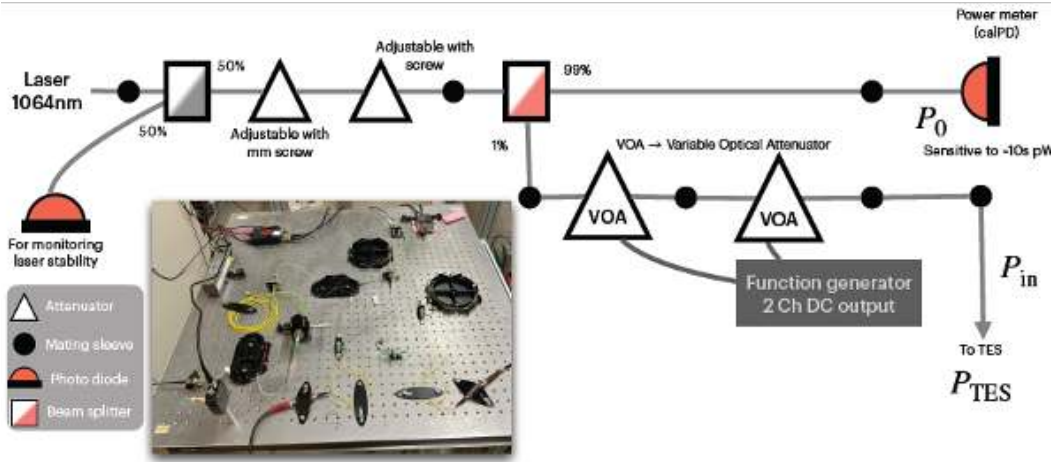 Power meter
(calPD)
Laser
1064nm
50%
50%
Adjustable with
mm screw
Adjustable with
screw
99%
1%
P₀
Sensitive to ~10s pW
VOA → Variable Optical Attenuator
VOA
VOA
Function generator
2 Ch DC output
P_in
To TES
P_TES
For monitoring
laser stability
Attenuator
Mating sleeve
Photo diode
Beam splitter